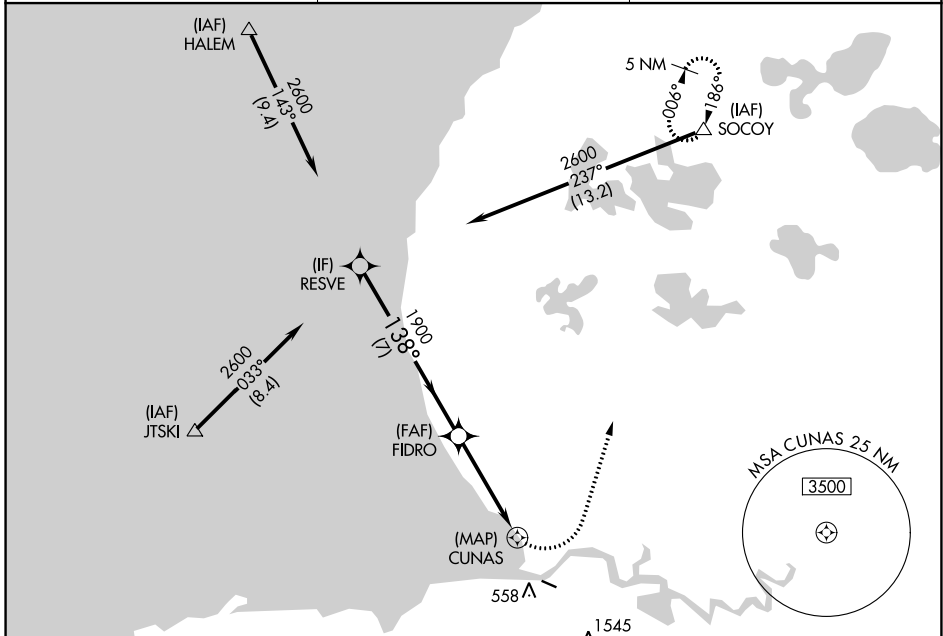 (IAF)
HALEM
2600
143°
(9.4)
5 NM
006°
186°
(IAF)
SOCOY
2600
237°
(13.2)
(IF)
RESVE
1900
138°
(7)
2600
033°
(8.4)
(IAF)
JTSKI
(FAF)
FIDRO
MSA CUNAS 25 NM
3500
(MAP)
CUNAS
558
1545